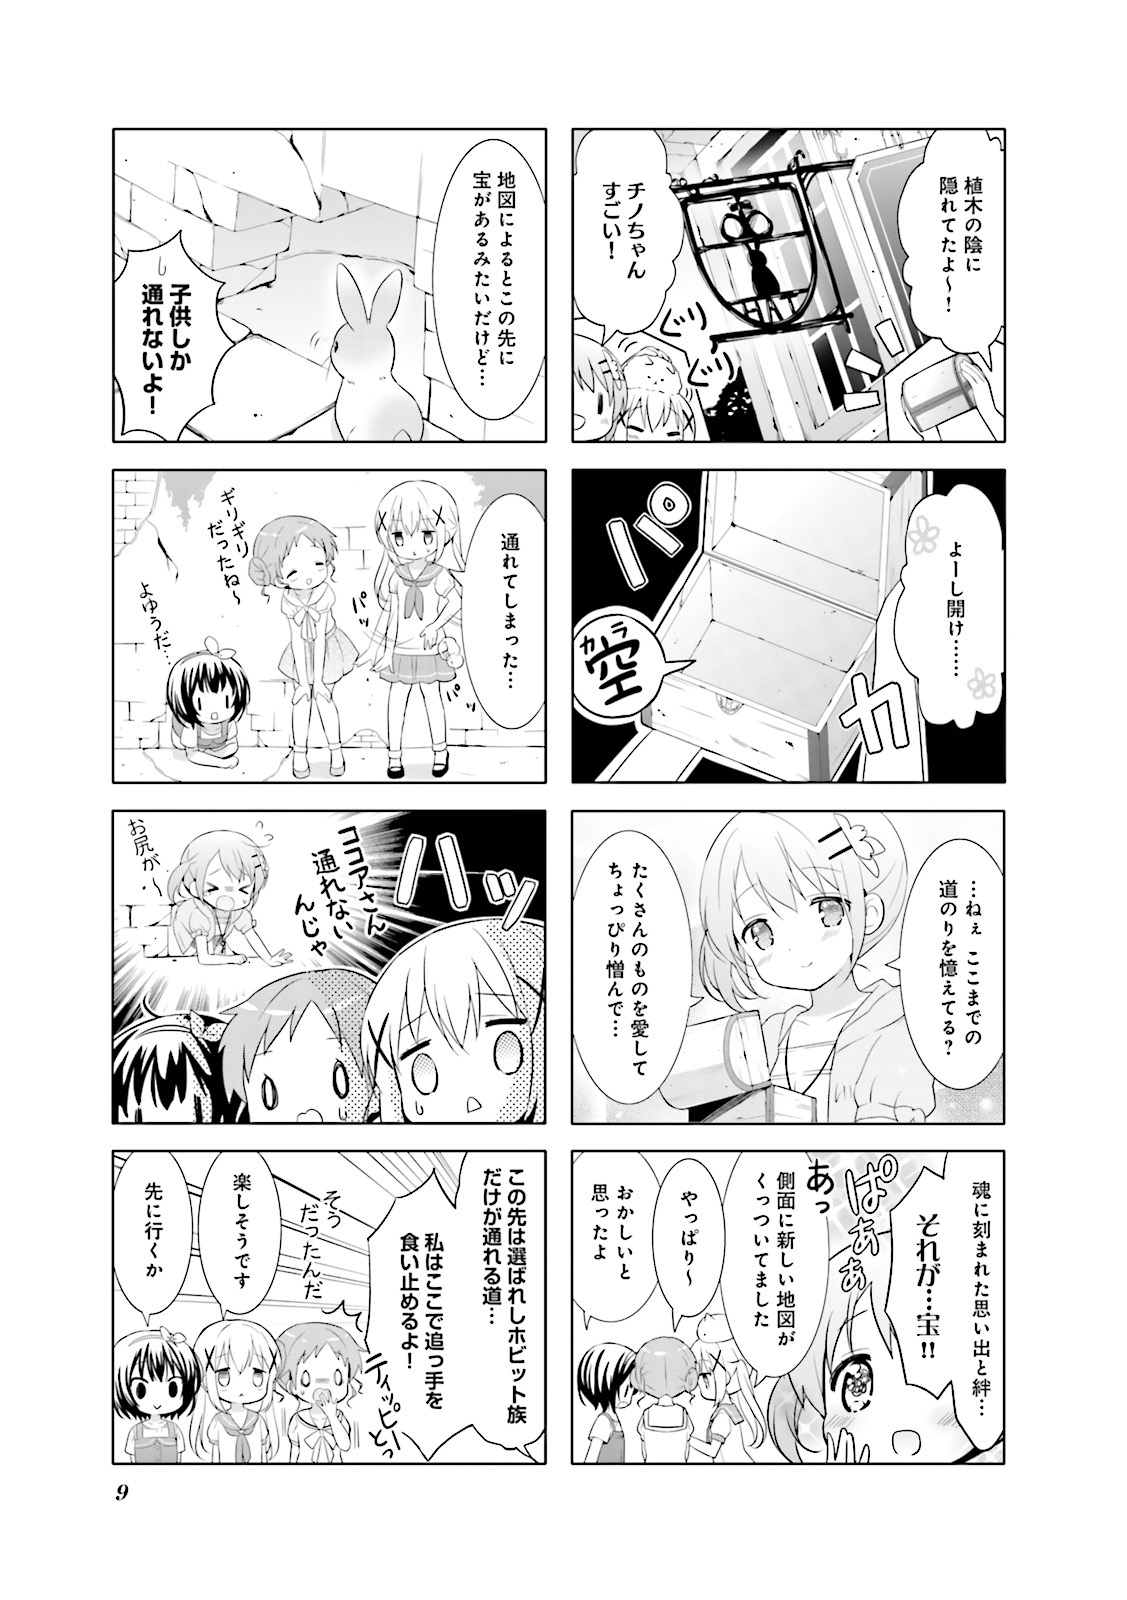 植木の陰に
隠れてたよ〜!
チノちゃん
すごい!
ぐり
ぐり
HAT
よーし開け……
パカ
カラ
空
…ねぇ ここまでの
道のりを憶えてる?
たくさんのものを愛して
ちょっぴり憎んで…
魂に刻まれた思い出と絆…
それが…宝!!
ぱぁぁぁ
あっ
側面に新しい地図が
くっついてました
やっぱり〜
おかしいと
思ったよ
地図によるとこの先に
宝があるみたいだけど…
子供しか
通れないよ!
通れてしまった…
パッ
パッ
ギリギリ
だったね〜
よゆうだ…
ハッ
ココアさん
通れない
んじゃ
お尻が〜
この先は選ばれしホビット族
だけが通れる道…
私はここで追っ手を
食い止めるよ!
ティッピーとっ
そう
だったんだ
楽しそうです
先に行くか
9